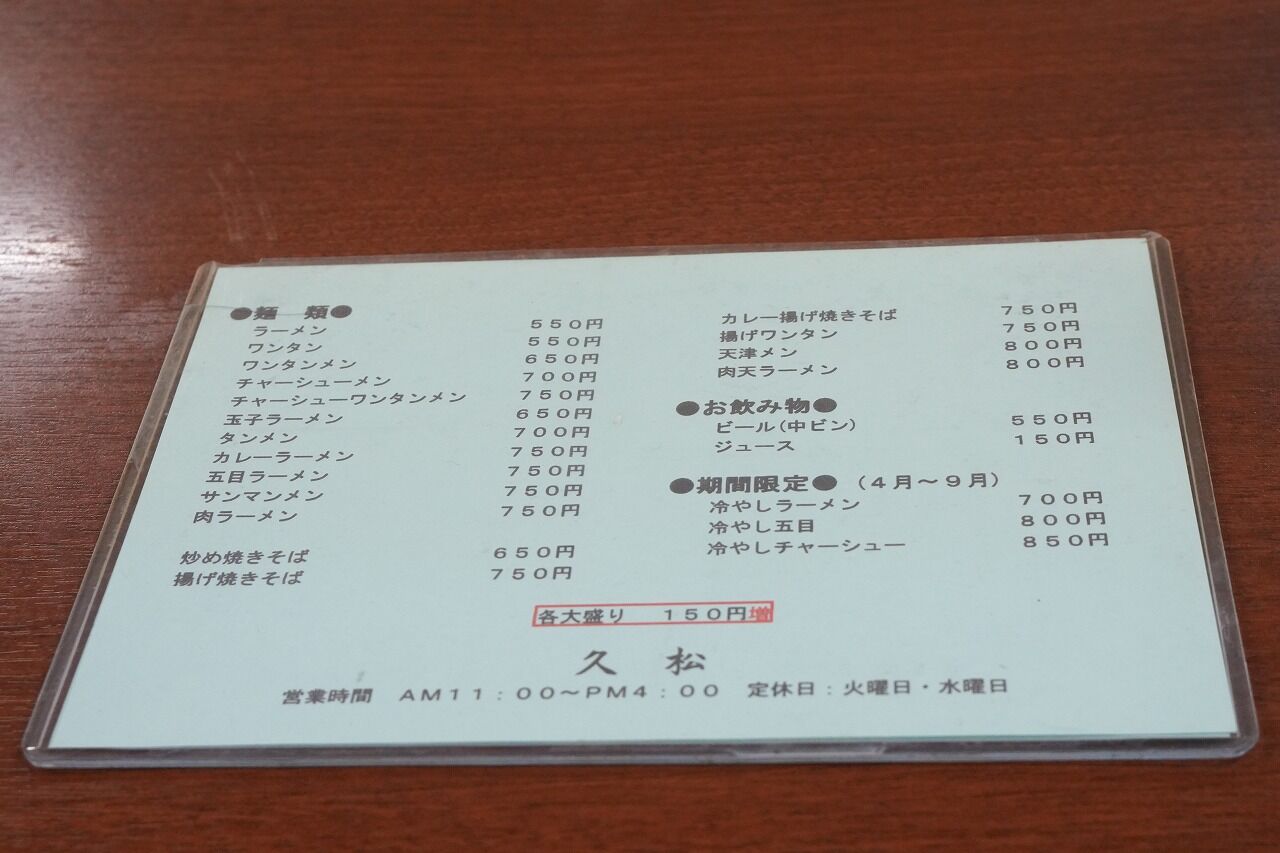 ●麺　類●
ラーメン　５５０円
ワンタン　５５０円
ワンタンメン　６５０円
チャーシューメン　７００円
チャーシューワンタンメン　７５０円
玉子ラーメン　６５０円
タンメン　７００円
カレーラーメン　７５０円
五目ラーメン　７５０円
サンマンメン　７５０円
肉ラーメン　７５０円
炒め焼きそば　６５０円
揚げ焼きそば　７５０円
カレー揚げ焼きそば　７５０円
揚げワンタン　７５０円
天津メン　８００円
肉天ラーメン　８００円
●お飲み物●
ビール（中ビン）　５５０円
ジュース　１５０円
●期間限定●（４月～９月）
冷やしラーメン　７００円
冷やし五目　８００円
冷やしチャーシュー　８５０円
各大盛り　１５０円増
久　松
営業時間　ＡＭ１１：００～ＰＭ４：００　定休日：火曜日・水曜日